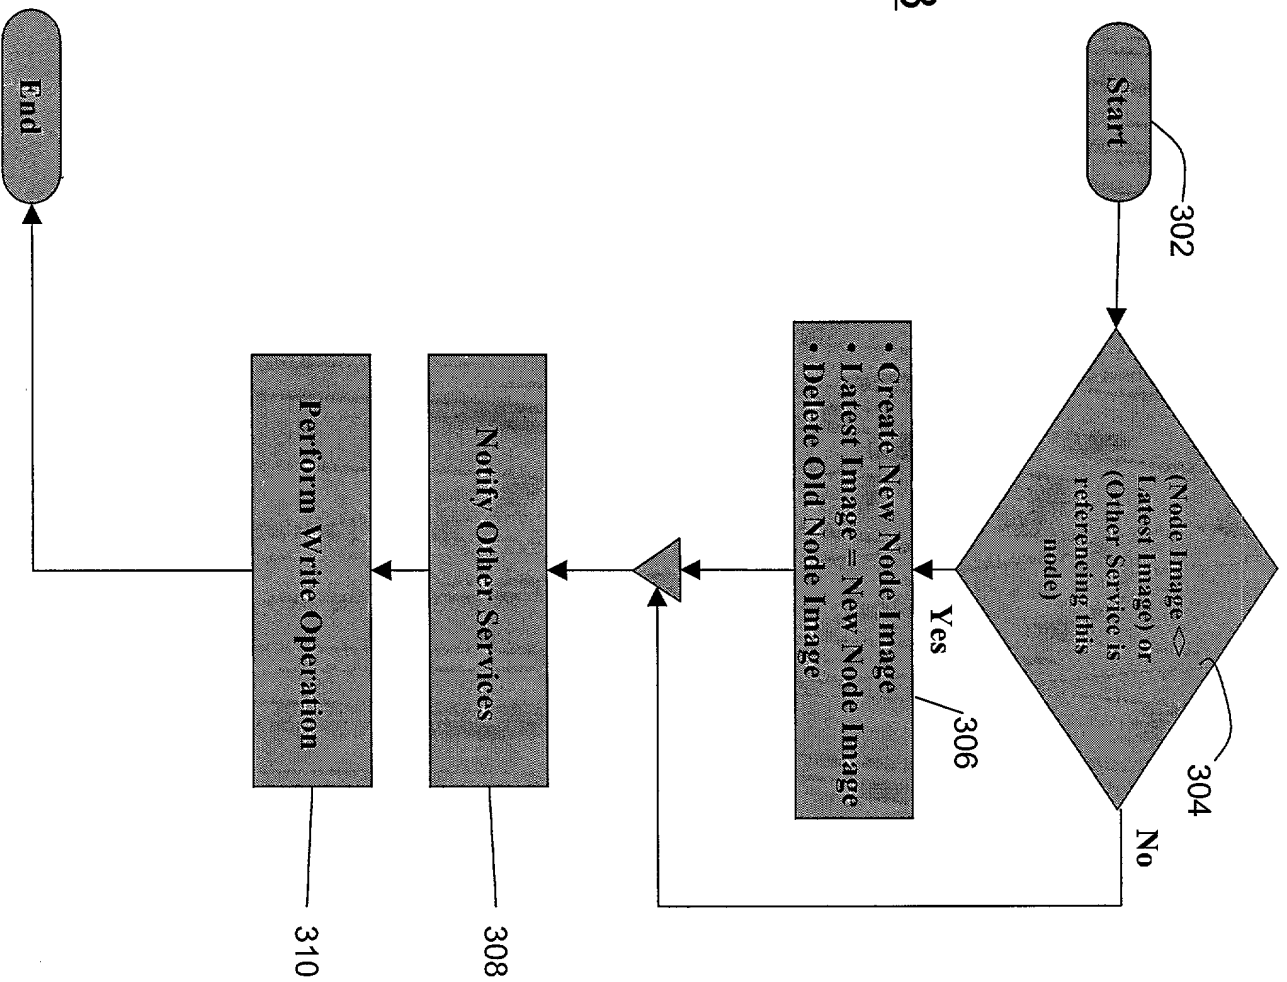 3
Start
302
(Node Image <>
Latest Image) or
(Other Service is
referencing this
node)
304
No
Yes
306
• Create New Node Image
• Latest Image = New Node Image
• Delete Old Node Image
Notify Other Services
308
Perform Write Operation
310
End